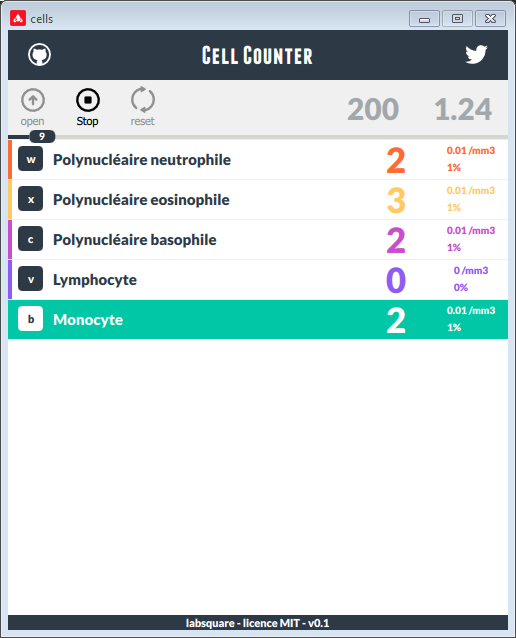 cells
Cell Counter
open
Stop
reset
200
1.24
9
w
Polynucléaire neutrophile
2
0.01 /mm3
1%
x
Polynucléaire eosinophile
3
0.01 /mm3
1%
c
Polynucléaire basophile
2
0.01 /mm3
1%
v
Lymphocyte
0
0 /mm3
0%
b
Monocyte
2
0.01 /mm3
1%
labsquare - licence MIT - v0.1